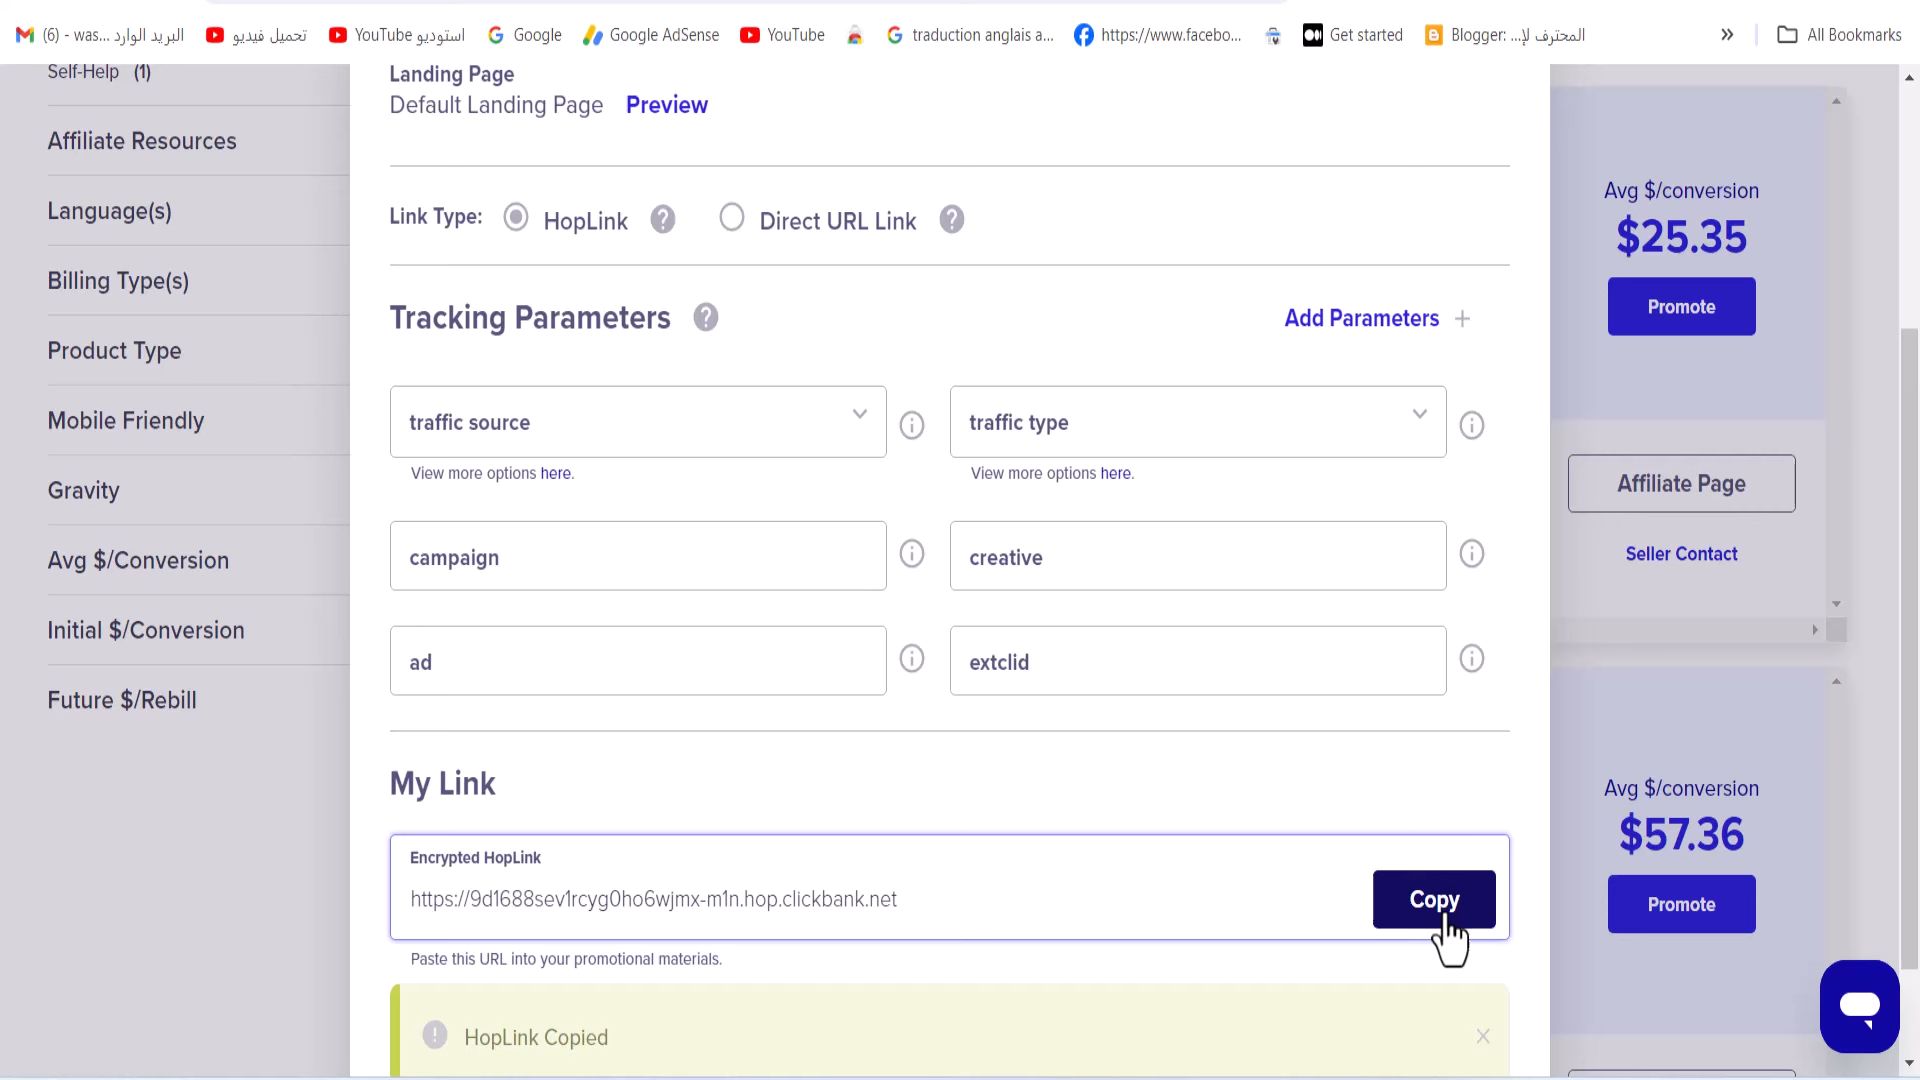 (6) - was... البريد الوارد
تحميل فيديو
YouTube استوديو
Google
Google AdSense
YouTube
traduction anglais a...
https://www.facebo...
Get started
Blogger: ...المحترف لإ
»
All Bookmarks
Self-Help (1)
Affiliate Resources
Language(s)
Billing Type(s)
Product Type
Mobile Friendly
Gravity
Avg $/Conversion
Initial $/Conversion
Future $/Rebill
Landing Page
Default Landing Page Preview
Link Type: HopLink ? Direct URL Link ?
Tracking Parameters ? Add Parameters +
traffic source
View more options here.
traffic type
View more options here.
campaign
creative
ad
extclid
My Link
Encrypted HopLink
https://9d1688sev1rcyg0ho6wjmx-m1n.hop.clickbank.net
Copy
Paste this URL into your promotional materials.
HopLink Copied
Avg $/conversion
$25.35
Promote
Affiliate Page
Seller Contact
Avg $/conversion
$57.36
Promote